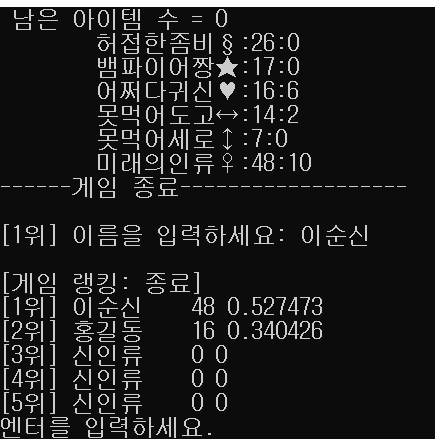 남은 아이템 수 = 0
허접한좀비§:26:0
뱀파이어짱★:17:0
어쩌다귀신♥:16:6
못먹어도고↔:14:2
못먹어세로↕:7:0
미래의인류♀:48:10
------게임 종료-------------------
[1위] 이름을 입력하세요: 이순신
[게임 랭킹: 종료]
[1위] 이순신 48 0.527473
[2위] 홍길동 16 0.340426
[3위] 신인류 0 0
[4위] 신인류 0 0
[5위] 신인류 0 0
엔터를 입력하세요.